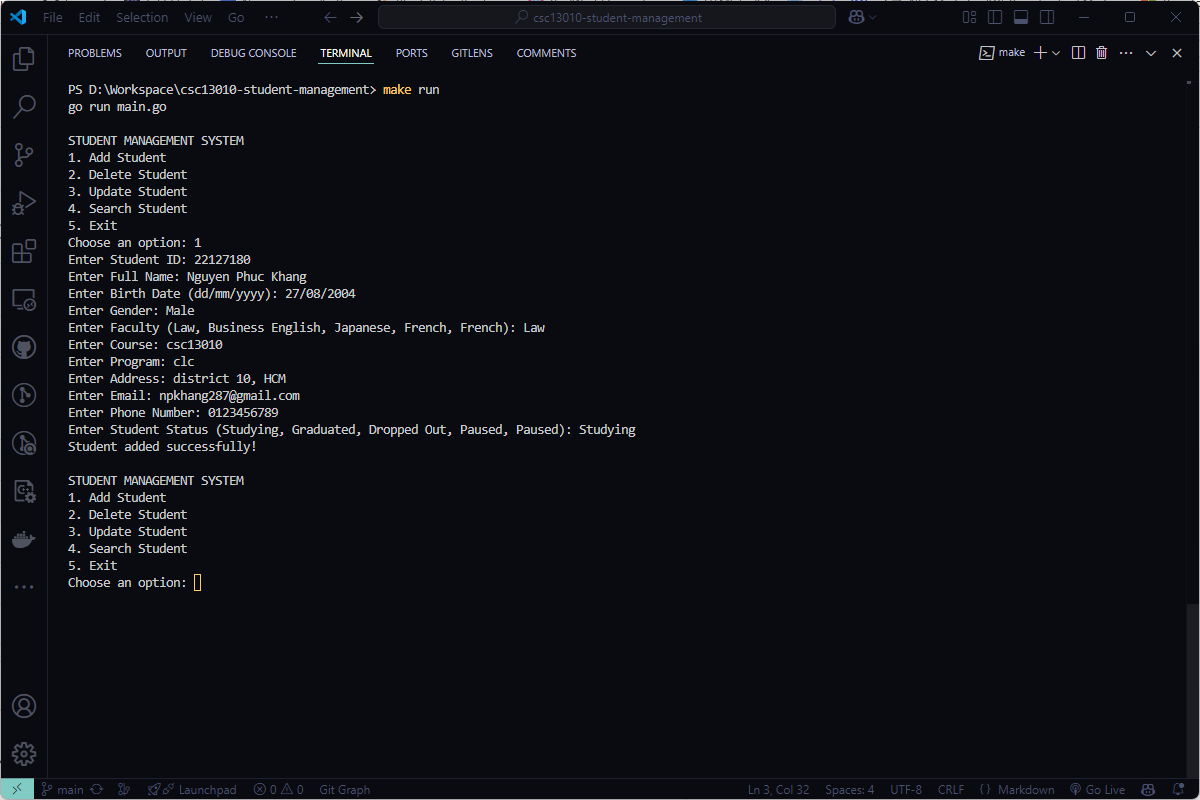 File Edit Selection View Go ··· csc13010-student-management
PROBLEMS OUTPUT DEBUG CONSOLE TERMINAL PORTS GITLENS COMMENTS make
PS D:\Workspace\csc13010-student-management> make run
go run main.go
STUDENT MANAGEMENT SYSTEM
1. Add Student
2. Delete Student
3. Update Student
4. Search Student
5. Exit
Choose an option: 1
Enter Student ID: 22127180
Enter Full Name: Nguyen Phuc Khang
Enter Birth Date (dd/mm/yyyy): 27/08/2004
Enter Gender: Male
Enter Faculty (Law, Business English, Japanese, French, French): Law
Enter Course: csc13010
Enter Program: clc
Enter Address: district 10, HCM
Enter Email: npkhang287@gmail.com
Enter Phone Number: 0123456789
Enter Student Status (Studying, Graduated, Dropped Out, Paused, Paused): Studying
Student added successfully!
STUDENT MANAGEMENT SYSTEM
1. Add Student
2. Delete Student
3. Update Student
4. Search Student
5. Exit
Choose an option:
main Launchpad 0 0 Git Graph Ln 3, Col 32 Spaces: 4 UTF-8 CRLF {} Markdown Go Live